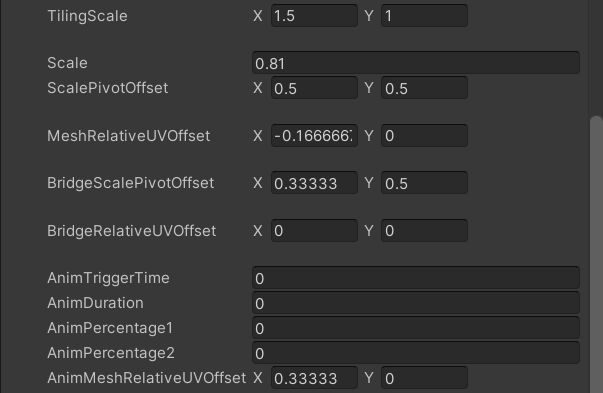 TilingScale X 1.5 Y 1
Scale 0.81
ScalePivotOffset X 0.5 Y 0.5
MeshRelativeUVOffset X -0.1666667 Y 0
BridgeScalePivotOffset X 0.33333 Y 0.5
BridgeRelativeUVOffset X 0 Y 0
AnimTriggerTime 0
AnimDuration 0
AnimPercentage1 0
AnimPercentage2 0
AnimMeshRelativeUVOffset X 0.33333 Y 0